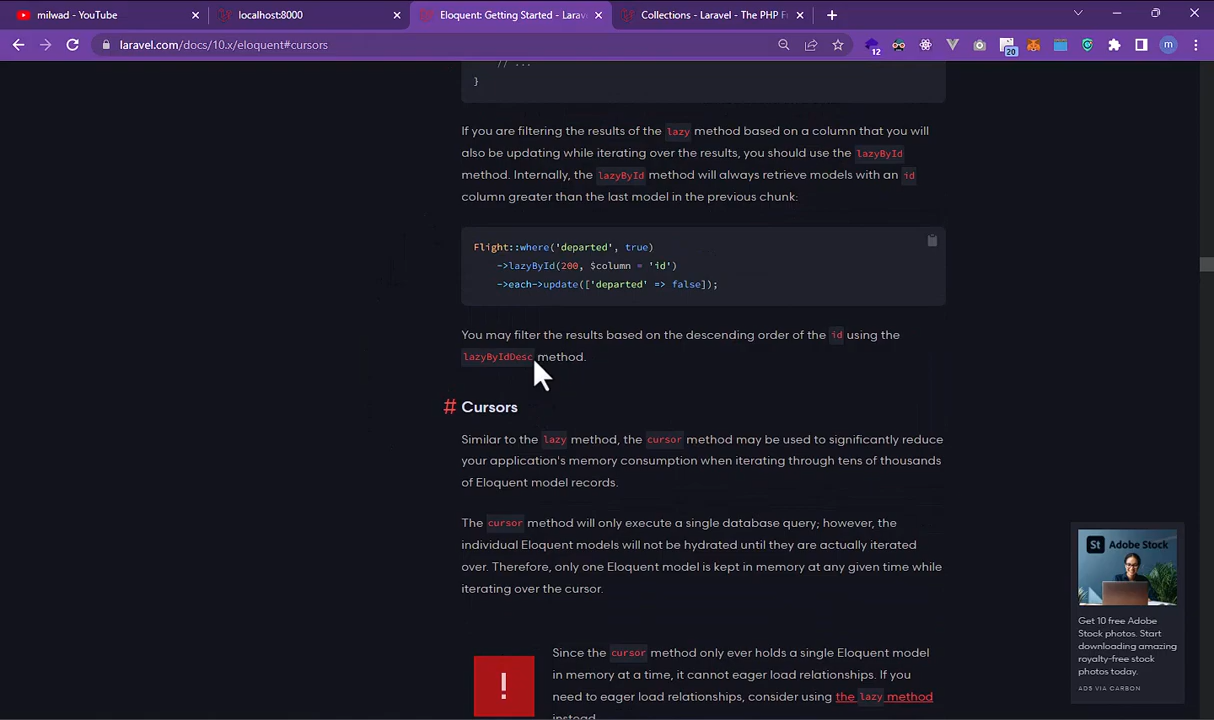 milwad - YouTube
localhost:8000
Eloquent: Getting Started - Larav
Collections - Laravel - The PHP F
laravel.com/docs/10.x/eloquent#cursors
12
20
m
// ...
}
If you are filtering the results of the lazy method based on a column that you will
also be updating while iterating over the results, you should use the lazyById
method. Internally, the lazyById method will always retrieve models with an id
column greater than the last model in the previous chunk:
Flight::where('departed', true)
->lazyById(200, $column = 'id')
->each->update(['departed' => false]);
You may filter the results based on the descending order of the id using the
lazyByIdDesc method.
# Cursors
Similar to the lazy method, the cursor method may be used to significantly reduce
your application's memory consumption when iterating through tens of thousands
of Eloquent model records.
The cursor method will only execute a single database query; however, the
individual Eloquent models will not be hydrated until they are actually iterated
over. Therefore, only one Eloquent model is kept in memory at any given time while
iterating over the cursor.
!
Since the cursor method only ever holds a single Eloquent model
in memory at a time, it cannot eager load relationships. If you
need to eager load relationships, consider using the lazy method
instead.
St Adobe Stock
Get 10 free Adobe
Stock photos. Start
downloading amazing
royalty-free stock
photos today.
ADS VIA CARBON